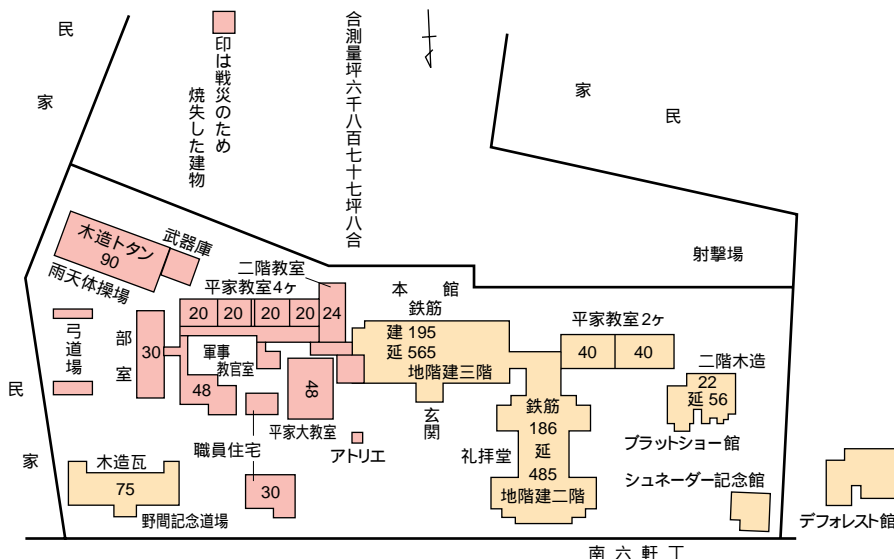 民家
印は戦災のため
焼失した建物
合測量坪六千八百七十七坪八合
民家
射撃場
木造トタン
90
武器庫
雨天体操場
二階教室
平家教室4ヶ
20
20
20
20
24
弓道場
部室
30
軍事
教官室
48
48
平家大教室
職員住宅
30
アトリエ
本館
鉄筋
建 195
延 565
地階建三階
玄関
平家教室2ヶ
40
40
二階木造
22
延 56
ブラットショー館
鉄筋
186
延
485
地階建二階
礼拝堂
シュネーダー記念館
デフォレスト館
民家
木造瓦
75
野間記念道場
南六軒丁